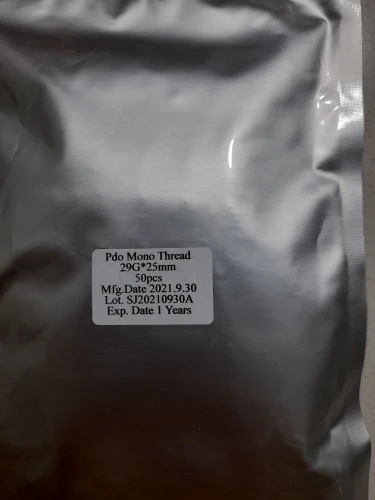 Pdo Mono Thread
29G*25mm
50pcs
Mfg.Date 2021.9.30
Lot. SJ20210930A
Exp. Date 1 Years